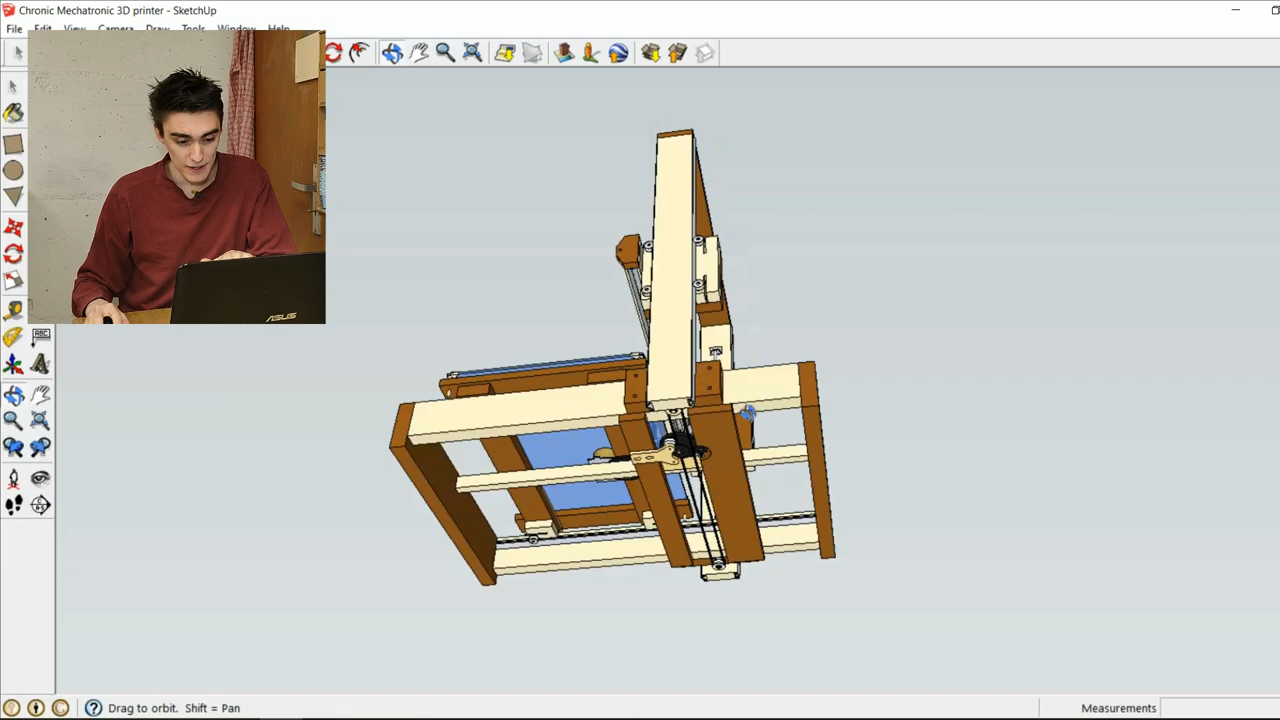 Chronic Mechatronic 3D printer - SketchUp
File Edit View Camera Draw Tools Window Help
ABC
ASUS
Drag to orbit. Shift = Pan
Measurements